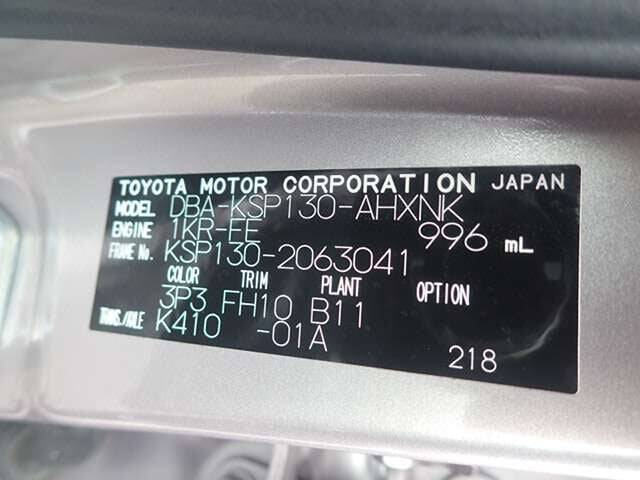 TOYOTA MOTOR CORPORATION JAPAN
MODEL DBA-KSP130-AHXNK
ENGINE 1KR-FE 996 mL
FRAME No. KSP130-2063041
COLOR TRIM PLANT OPTION
3P3 FH10 B11
TRANS./AXLE K410 -01A
218